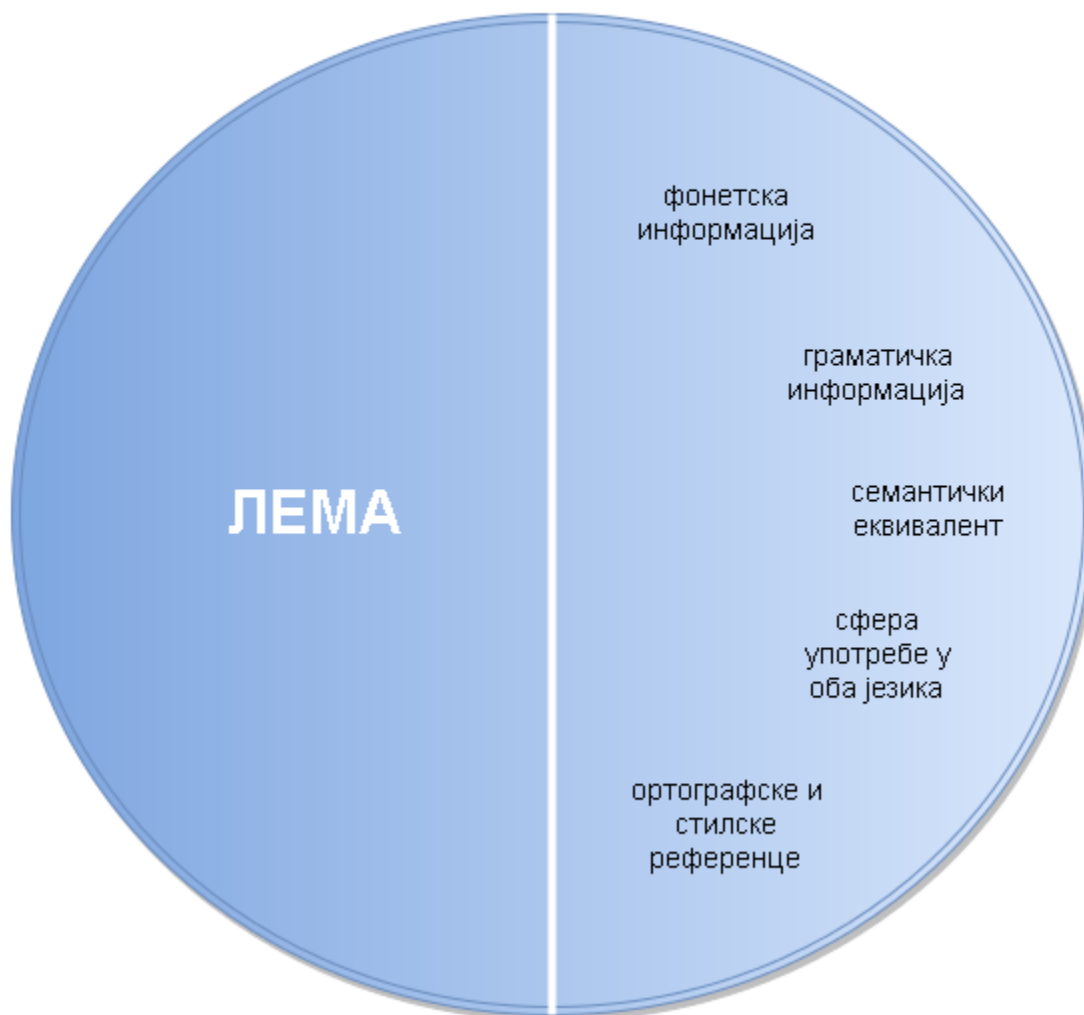 ЛЕМА
фонетска
информација
граматичка
информација
семантички
еквивалент
сфера
употребе у
оба језика
ортографске и
стилске
референце